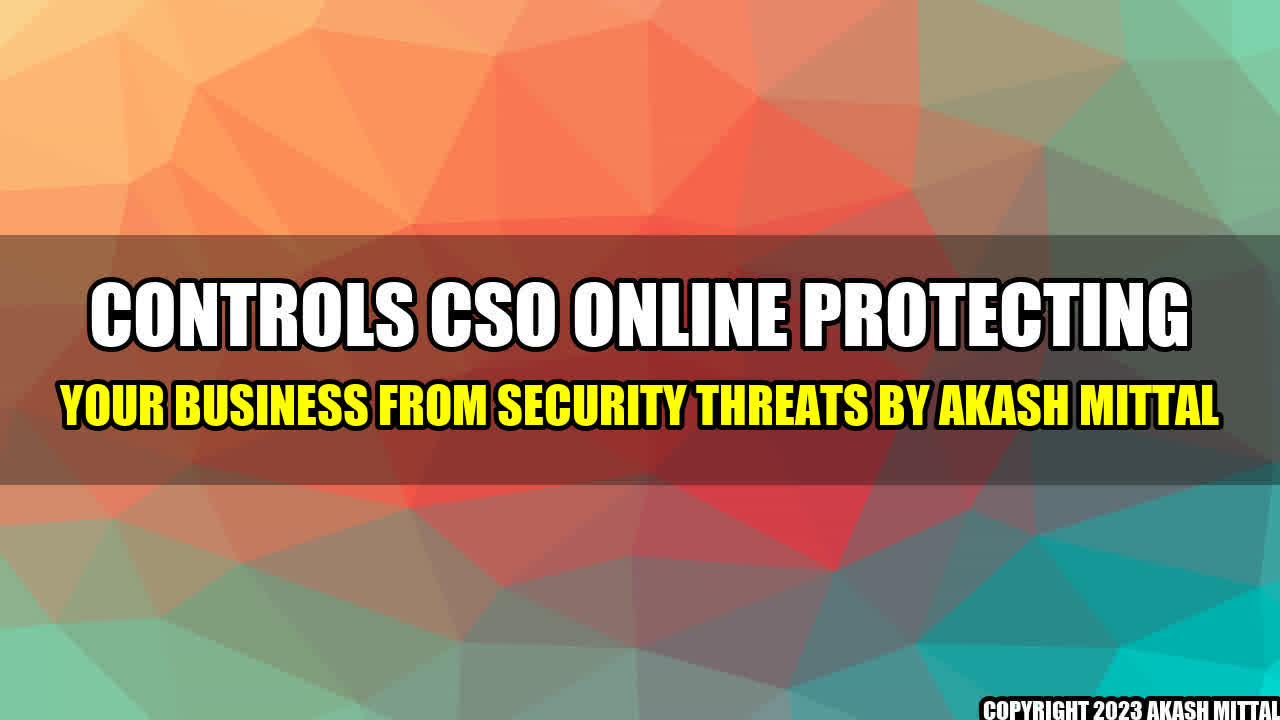 CONTROLS CSO ONLINE PROTECTING
YOUR BUSINESS FROM SECURITY THREATS BY AKASH MITTAL
COPYRIGHT 2023 AKASH MITTAL